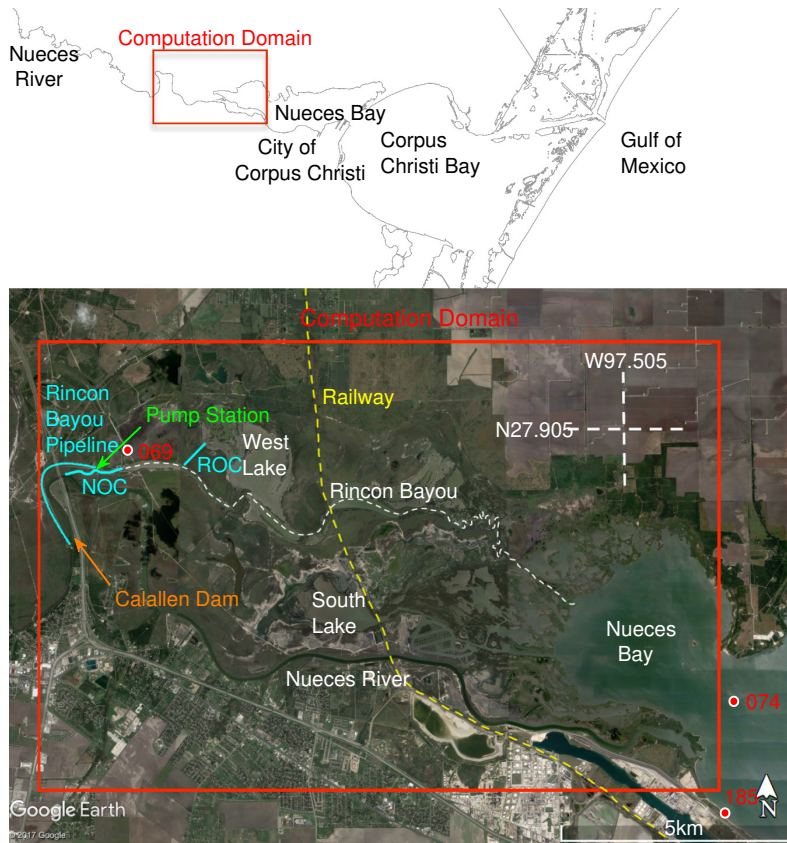 Computation Domain
Nueces
River
Nueces Bay
City of
Corpus Christi
Corpus
Christi Bay
Gulf of
Mexico
Computation Domain
W97.505
Rincon
Bayou
Pipeline
Pump Station
Railway
N27.905
069
West
Lake
ROC
NOC
Rincon Bayou
Calallen Dam
South
Lake
Nueces
Bay
Nueces River
074
185
N
5km
Google Earth
© 2017 Google